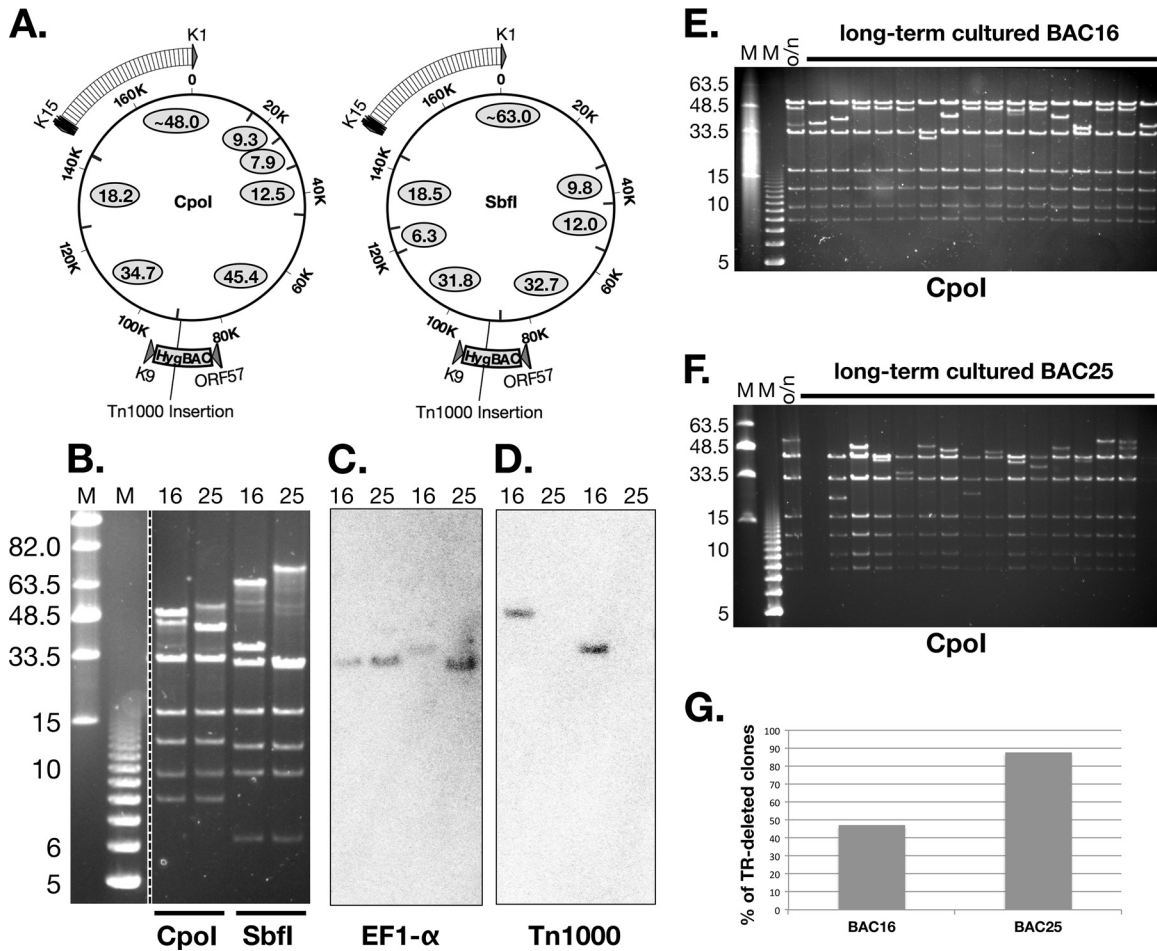 A.
K1
0
20K
40K
60K
80K
100K
120K
140K
160K
K15
~48.0
9.3
7.9
12.5
45.4
34.7
18.2
CpoI
HygBAC
K9
ORF57
Tn1000 Insertion
K1
0
20K
40K
60K
80K
100K
120K
140K
160K
K15
~63.0
9.8
12.0
32.7
31.8
6.3
18.5
SbfI
HygBAC
K9
ORF57
Tn1000 Insertion
B.
M M 16 25 16 25
82.0
63.5
48.5
33.5
15
10
6
5
CpoI SbfI
C.
16 25 16 25
EF1-α
D.
16 25 16 25
Tn1000
E.
long-term cultured BAC16
M M o/n
63.5
48.5
33.5
15
10
5
CpoI
F.
long-term cultured BAC25
M M o/n
63.5
48.5
33.5
15
10
5
CpoI
G.
% of TR-deleted clones
100
90
80
70
60
50
40
30
20
10
0
BAC16 BAC25